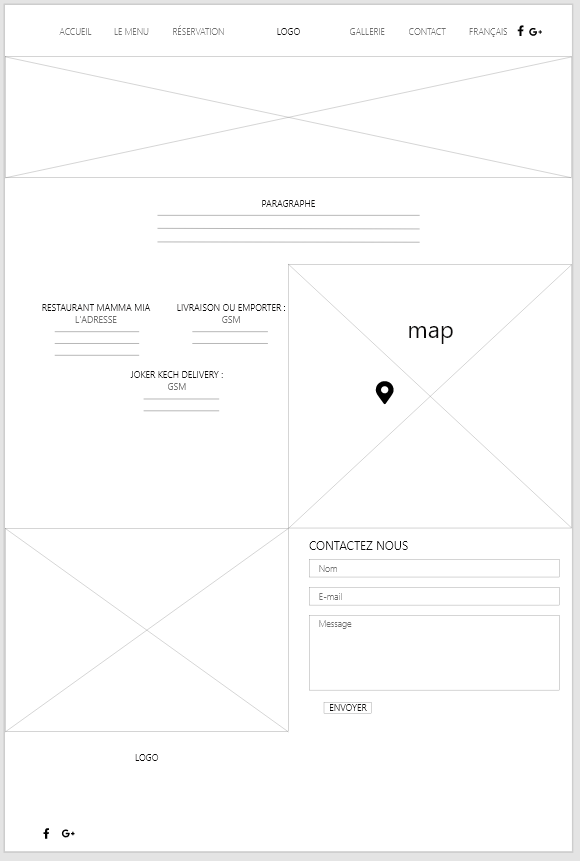 ACCUEIL LE MENU RÉSERVATION LOGO GALLERIE CONTACT FRANÇAIS f G+
PARAGRAPHE
RESTAURANT MAMMA MIA
L'ADRESSE
LIVRAISON OU EMPORTER :
GSM
JOKER KECH DELIVERY :
GSM
map
CONTACTEZ NOUS
Nom
E-mail
Message
ENVOYER
LOGO
f G+